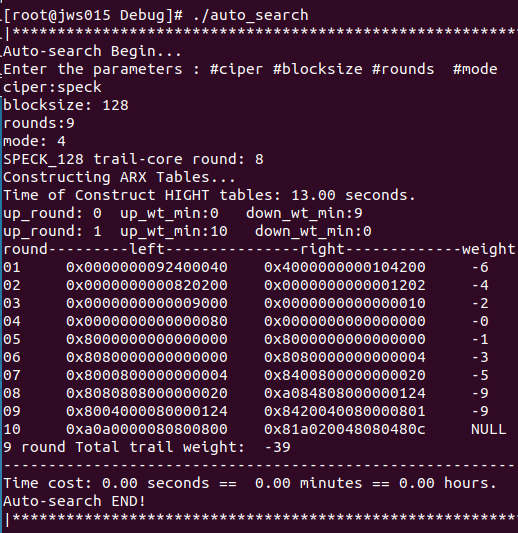 [root@jws015 Debug]# ./auto_search
|****************************************************
Auto-search Begin...
Enter the parameters : #ciper #blocksize #rounds  #mode
ciper:speck
blocksize: 128
rounds:9
mode: 4
SPECK_128 trail-core round: 8
Constructing ARX Tables...
Time of Construct HIGHT tables: 13.00 seconds.
up_round: 0  up_wt_min:0   down_wt_min:9
up_round: 1  up_wt_min:10   down_wt_min:0
round---------left---------------right-------------weight
01     0x0000000092400040    0x4000000000104200     -6
02     0x0000000000820200    0x0000000000001202     -4
03     0x0000000000009000    0x0000000000000010     -2
04     0x0000000000000080    0x0000000000000000     -0
05     0x8000000000000000    0x8000000000000000     -1
06     0x8080000000000000    0x8080000000000004     -3
07     0x8000800000000004    0x8400800000000020     -5
08     0x8080808000000020    0xa084808000000124     -9
09     0x8004000080000124    0x8420040080000801     -9
10     0xa0a0000080800800    0x81a020048080480c     NULL
9 round Total trail weight:  -39
---------------------------------------------------------
Time cost: 0.00 seconds ==  0.00 minutes == 0.00 hours.
Auto-search END!
|****************************************************